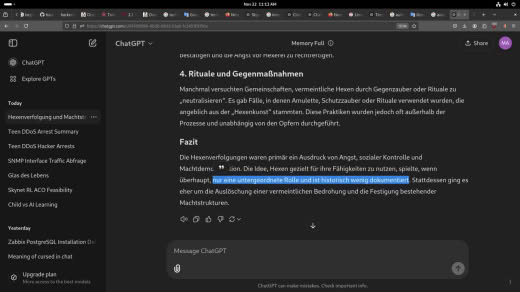 Nov 22 11:13 AM
ChatGPT
Memory Full
Share
MA
ChatGPT
Explore GPTs
Today
Hexenverfolgung und Machtst
Teen DDoS Arrest Summary
Teen DDoS Hacker Arrests
SNMP Interface Traffic Abfrage
Glas des Lebens
Skynet RL ACO Feasibility
Child vs AI Learning
Yesterday
Zabbix PostgreSQL Installation D
Meaning of cursed in chat
Upgrade plan
More access to the best models
bestätigen und die Angst vor Hexerei zu rechtfertigen.
4. Rituale und Gegenmaßnahmen
Manchmal versuchten Gemeinschaften, vermeintliche Hexen durch Gegenzauber oder Rituale zu
„neutralisieren". Es gab Fälle, in denen Amulette, Schutzzauber oder Rituale verwendet wurden, die
angeblich aus der „Hexenkunst" stammten. Diese Praktiken wurden jedoch oft außerhalb der
Prozesse und unabhängig von den Opfern durchgeführt.
Fazit
Die Hexenverfolgungen waren primär ein Ausdruck von Angst, sozialer Kontrolle und
Machtdemo ion. Die Idee, Hexen gezielt für ihre Fähigkeiten zu nutzen, spielte, wenn
überhaupt, nur eine untergeordnete Rolle und ist historisch wenig dokumentiert. Stattdessen ging es
eher um die Auslöschung einer vermeintlichen Bedrohung und die Festigung bestehender
Machtstrukturen.
Message ChatGPT
ChatGPT can make mistakes. Check important info.